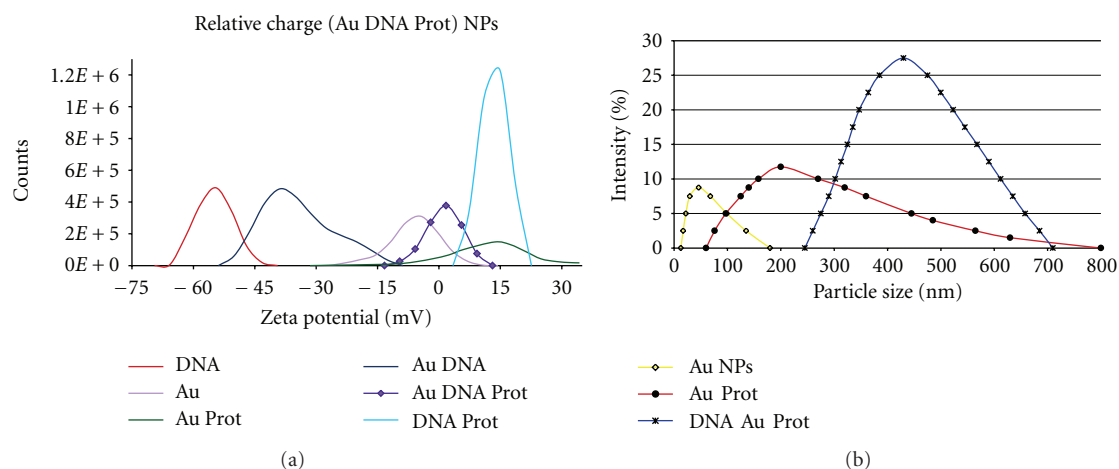 Relative charge (Au DNA Prot) NPs
Counts
1.2E + 6
1E + 6
8E + 5
6E + 5
4E + 5
2E + 5
0E + 0
−75 −60 −45 −30 −15 0 15 30
Zeta potential (mV)
DNA
Au
Au Prot
Au DNA
Au DNA Prot
DNA Prot
(a)
Intensity (%)
30
25
20
15
10
5
0
0 100 200 300 400 500 600 700 800
Particle size (nm)
Au NPs
Au Prot
DNA Au Prot
(b)